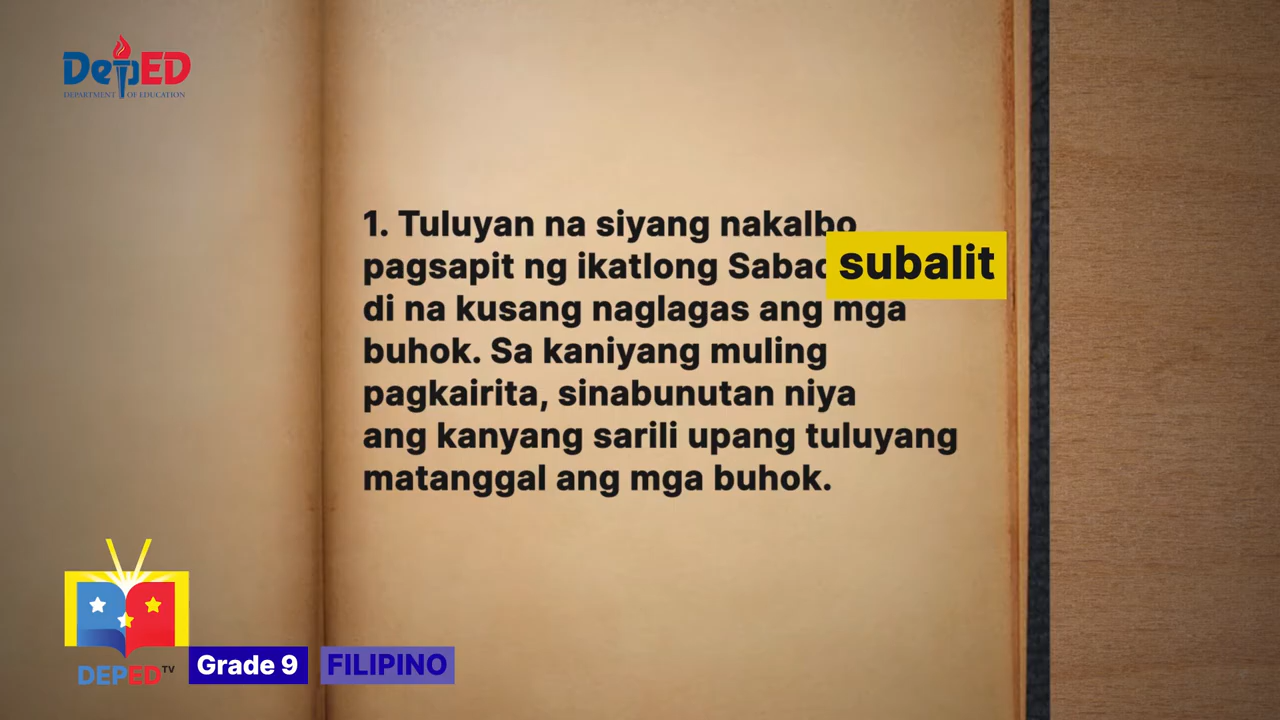 DepED
DEPARTMENT OF EDUCATION
1. Tuluyan na siyang nakalbo
pagsapit ng ikatlong subalit
di na kusang naglagas ang mga
buhok. Sa kaniyang muling
pagkairita, sinabunutan niya
ang kanyang sarili upang tuluyang
matanggal ang mga buhok.
DEPED TV
Grade 9 FILIPINO